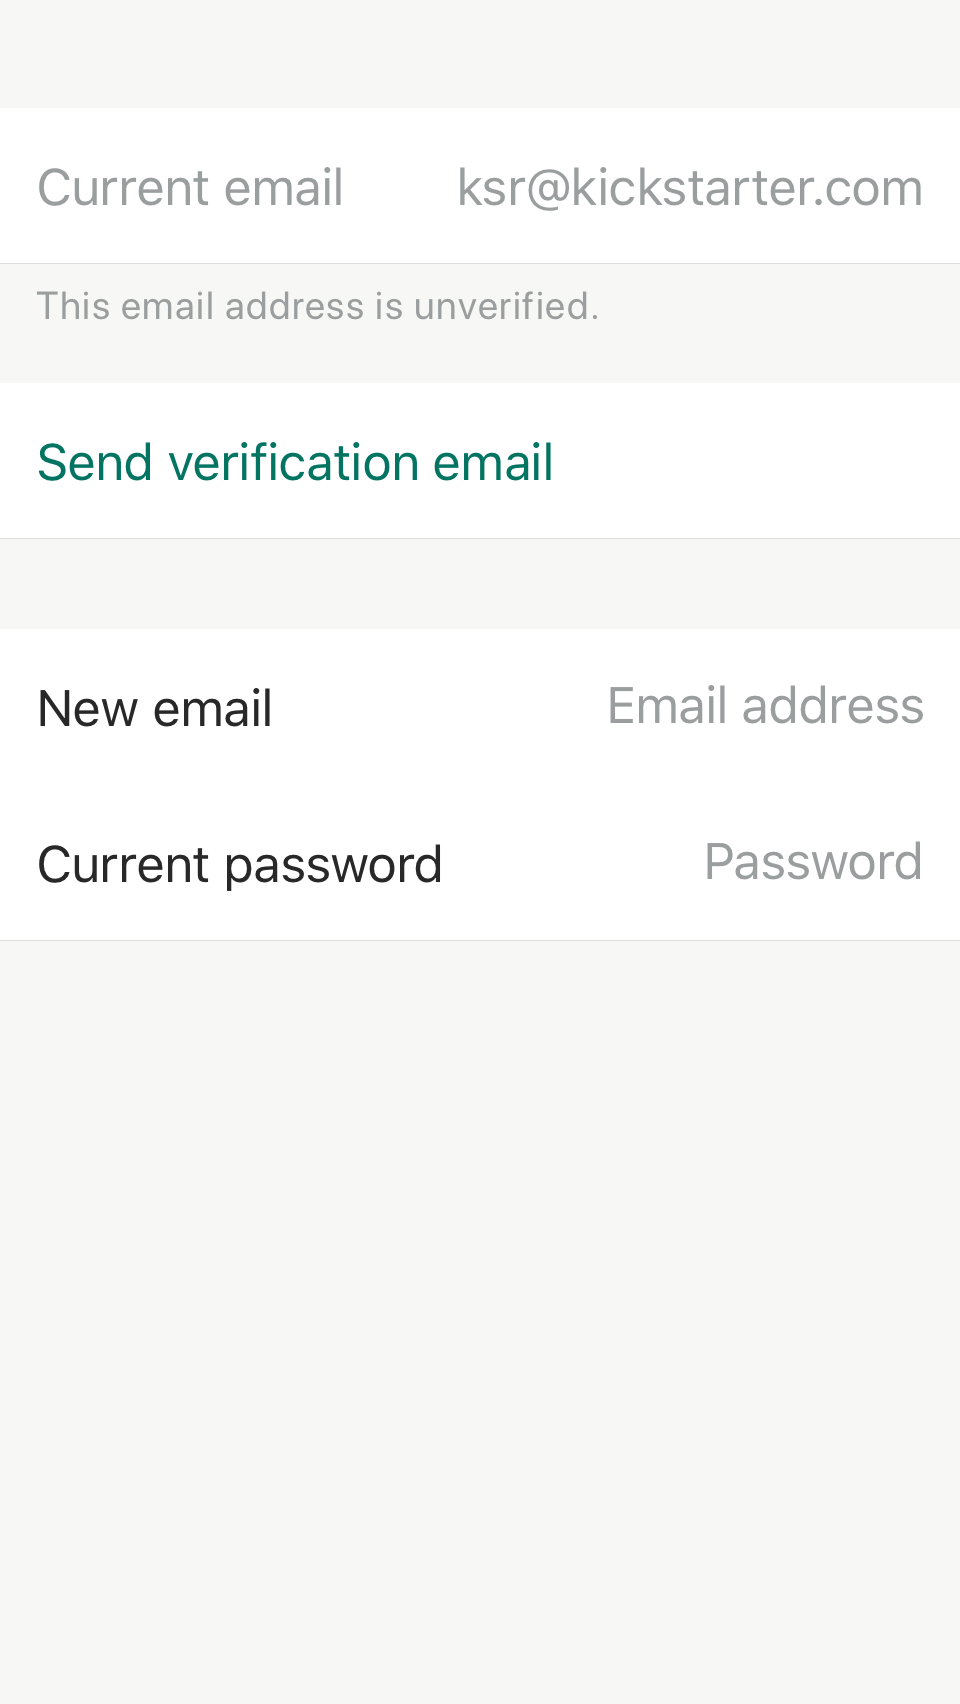 Current email ksr@kickstarter.com
This email address is unverified.
Send verification email
New email Email address
Current password Password